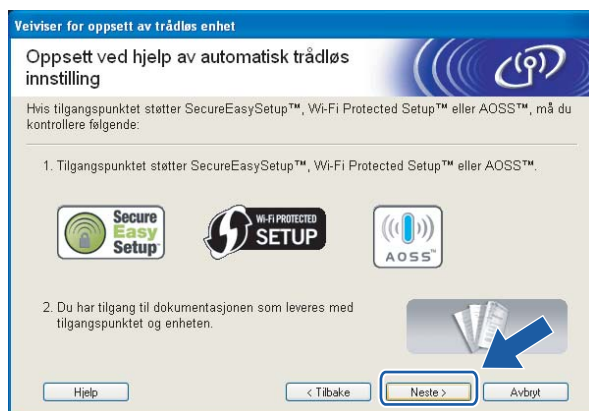 Veiviser for oppsett av trådløs enhet
Oppsett ved hjelp av automatisk trådløs
innstilling
Hvis tilgangspunktet støtter SecureEasySetup™, Wi-Fi Protected Setup™ eller AOSS™, må du
kontrollere følgende:
1. Tilgangspunktet støtter SecureEasySetup™, Wi-Fi Protected Setup™ eller AOSS™.
Secure
Easy
Setup™
WI-FI PROTECTED
SETUP
AOSS™
2. Du har tilgang til dokumentasjonen som leveres med
tilgangspunktet og enheten.
Hjelp
< Tilbake
Neste >
Avbryt